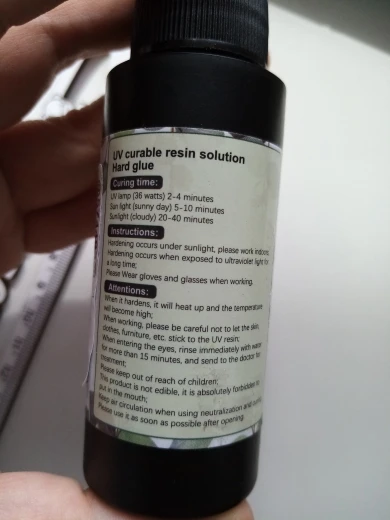 UV curable resin solution
Hard glue
Curing time:
UV lamp (36 watts) 2-4 minutes
Sun light (sunny day) 5-10 minutes
Sunlight (cloudy) 20-40 minutes
Instructions:
Hardening occurs under sunlight, please work indoors
Hardening occurs when exposed to ultraviolet light for
a long time;
Please Wear gloves and glasses when working.
Attentions:
When it hardens, it will heat up and the temperature
will become high;
When working, please be careful not to let the skin,
clothes, furniture, etc. stick to the UV resin;
When entering the eyes, rinse immediately with water
for more than 15 minutes, and send to the doctor for
treatment;
Please keep out of reach of children;
This product is not edible, it is absolutely forbidden to
put in the mouth;
Keep air circulation when using neutralization and
Please use it as soon as possible after opening.